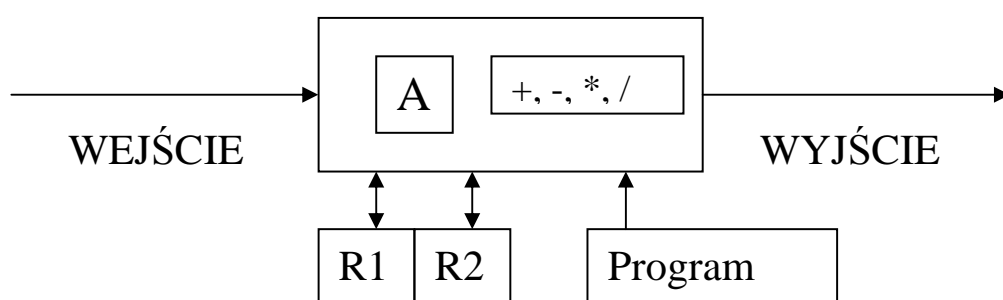 A
+, -, *, /
WEJŚCIE
WYJŚCIE
R1
R2
Program